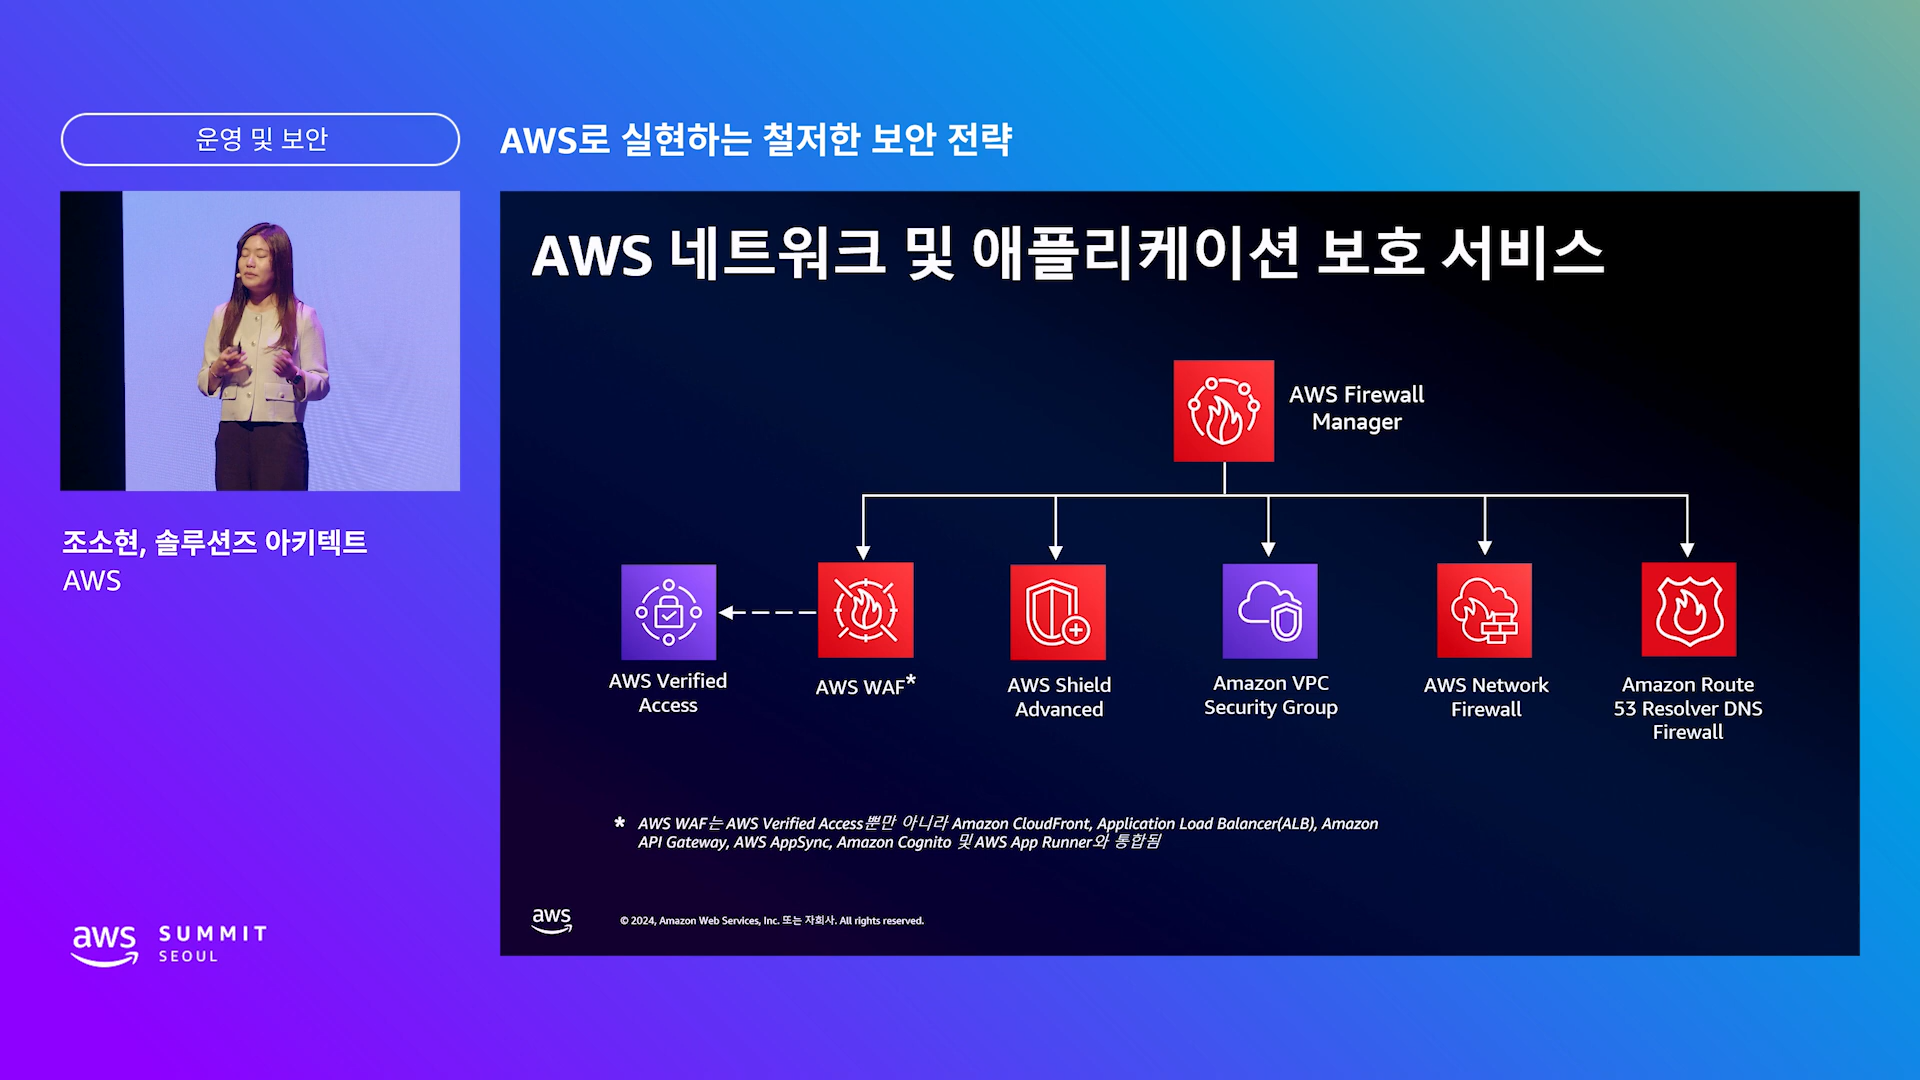 운영 및 보안
AWS로 실현하는 철저한 보안 전략
조소현, 솔루션즈 아키텍트
AWS
AWS 네트워크 및 애플리케이션 보호 서비스
AWS Firewall
Manager
AWS Verified
Access
AWS WAF*
AWS Shield
Advanced
Amazon VPC
Security Group
AWS Network
Firewall
Amazon Route
53 Resolver DNS
Firewall
* AWS WAF는 AWS Verified Access뿐만 아니라 Amazon CloudFront, Application Load Balancer(ALB), Amazon
API Gateway, AWS AppSync, Amazon Cognito 및 AWS App Runner와 통합됨
aws
© 2024, Amazon Web Services, Inc. 또는 자회사. All rights reserved.
aws
SUMMIT
SEOUL